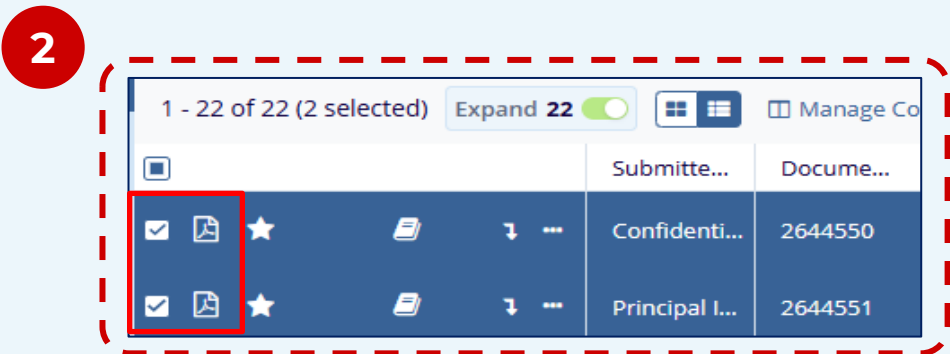 2
1 - 22 of 22 (2 selected) Expand 22 Manage Co
Submitte... Docume...
Confidenti... 2644550
Principal I... 2644551